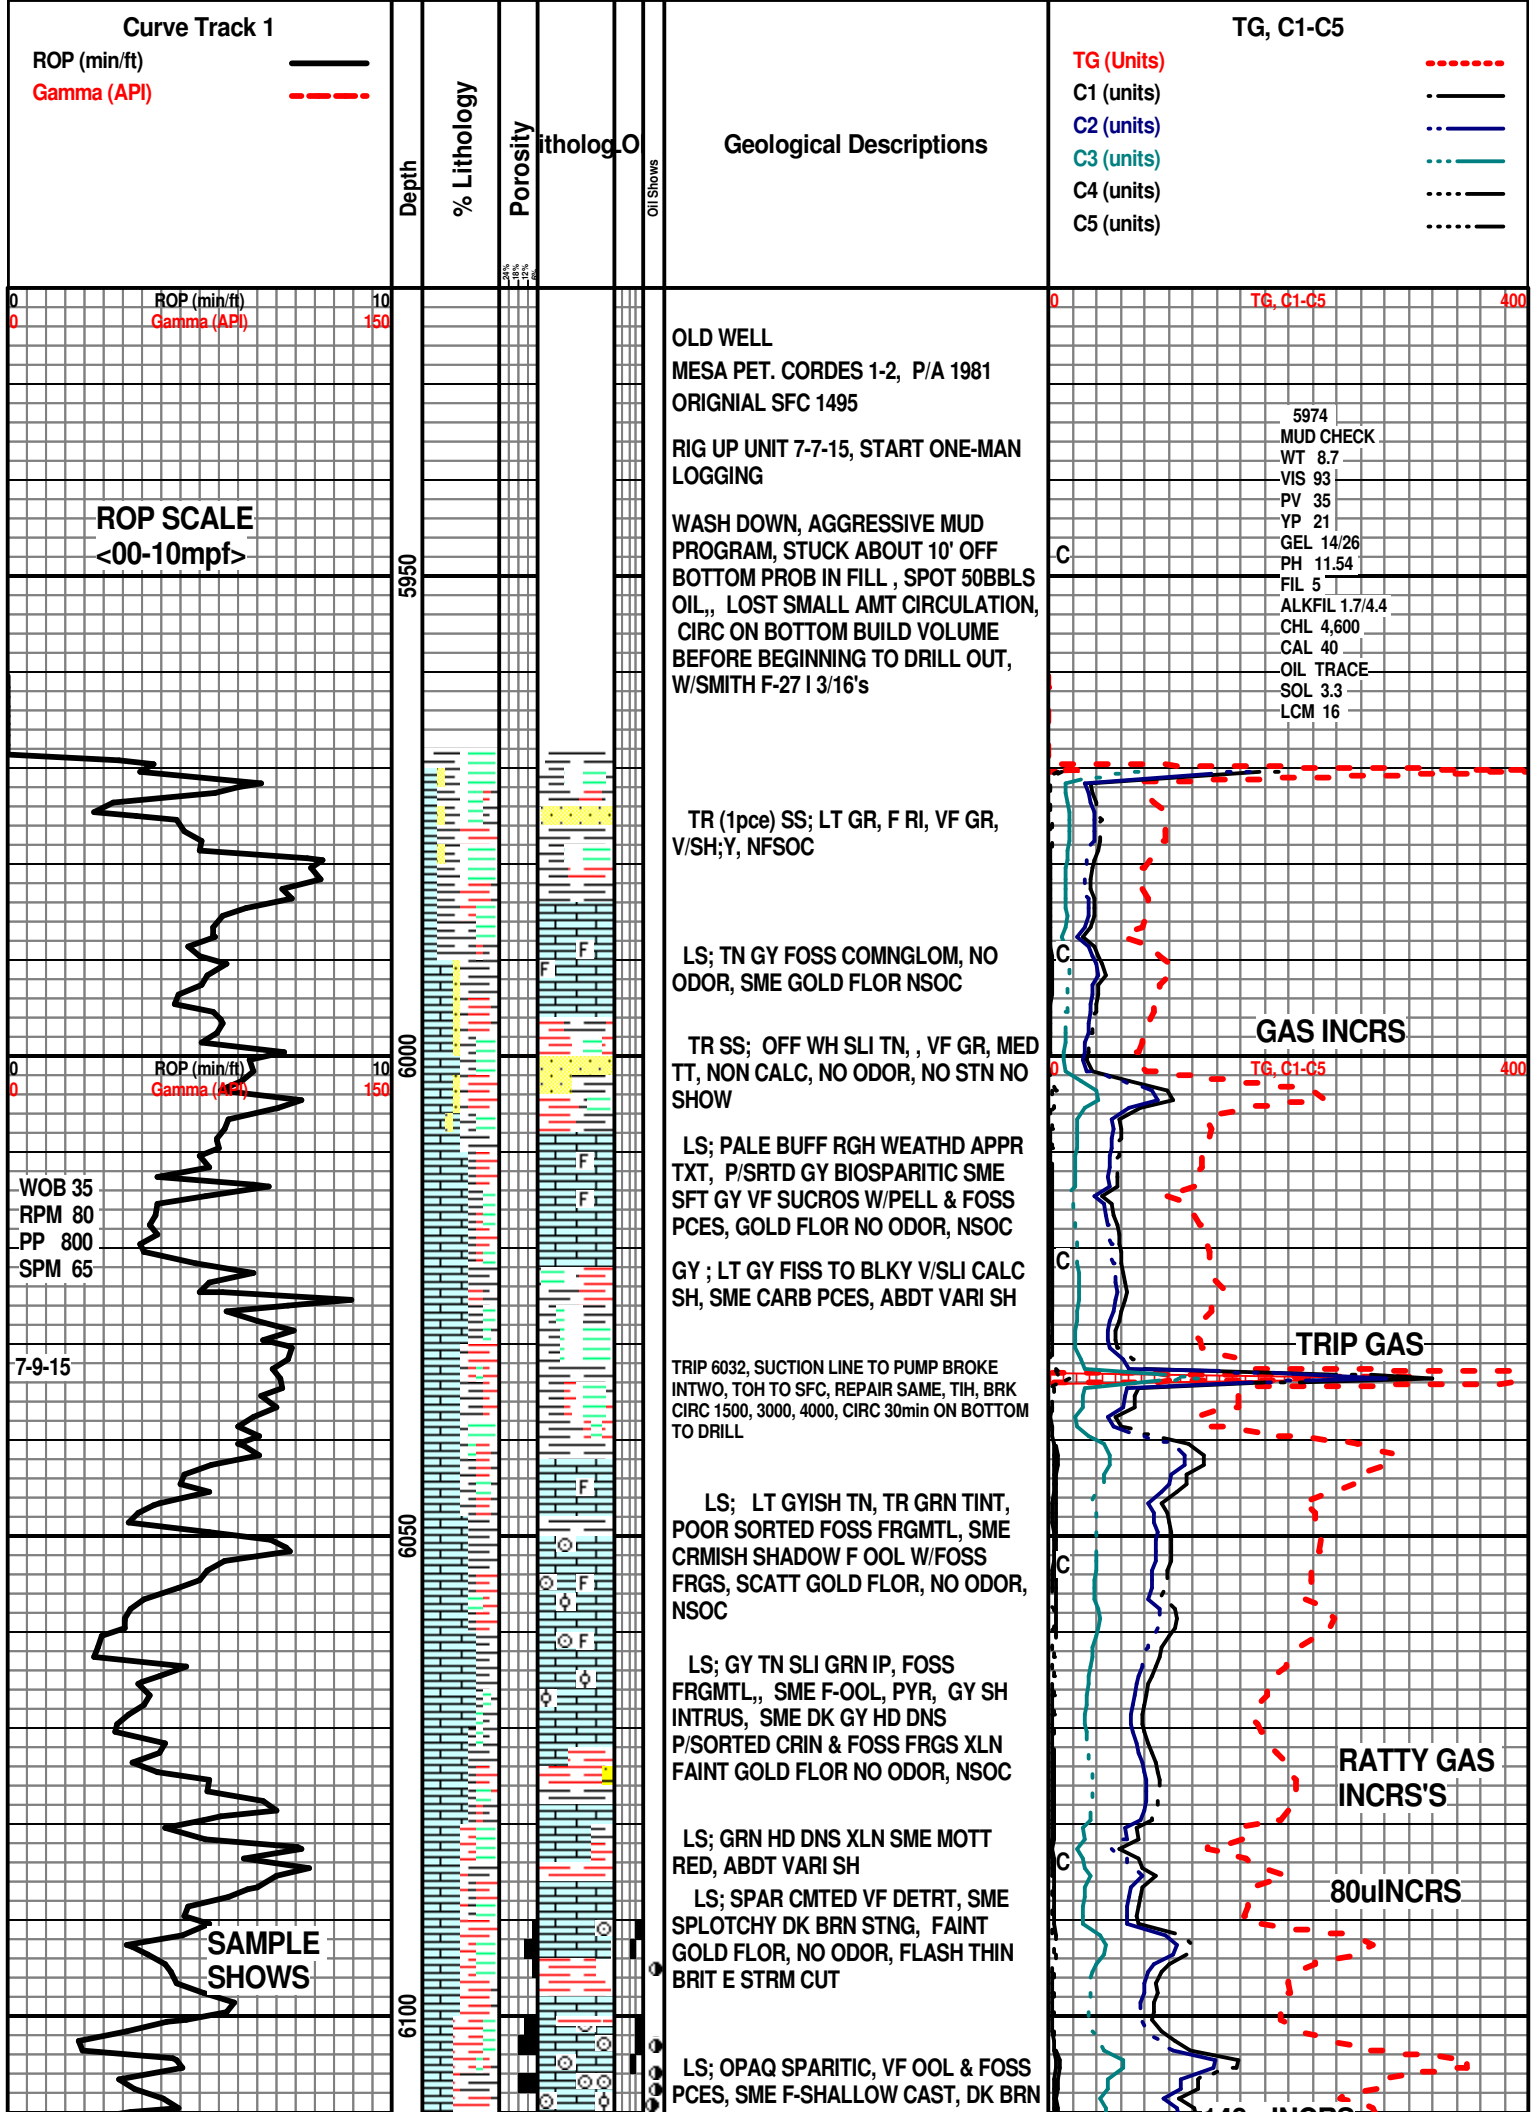 Curve Track 1
ROP (min/ft)
Gamma (API)
Depth
% Lithology
Porosity
24%
18%
12%
6%
itholog
LO
Oil Shows
Geological Descriptions
TG, C1-C5
TG (Units)
C1 (units)
C2 (units)
C3 (units)
C4 (units)
C5 (units)
0 ROP (min/ft) 10
0 Gamma (API) 150
0 TG, C1-C5 400
ROP SCALE
<00-10mpf>
5950
OLD WELL
MESA PET. CORDES 1-2, P/A 1981
ORIGNIAL SFC 1495
RIG UP UNIT 7-7-15, START ONE-MAN
LOGGING
WASH DOWN, AGGRESSIVE MUD
PROGRAM, STUCK ABOUT 10' OFF
BOTTOM PROB IN FILL , SPOT 50BBLS
OIL,, LOST SMALL AMT CIRCULATION,
CIRC ON BOTTOM BUILD VOLUME
BEFORE BEGINNING TO DRILL OUT,
W/SMITH F-27 I 3/16's
5974
MUD CHECK
WT 8.7
VIS 93
PV 35
YP 21
GEL 14/26
PH 11.54
FIL 5
ALKFIL 1.7/4.4
CHL 4,600
CAL 40
OIL TRACE
SOL 3.3
LCM 16
C
TR (1pce) SS; LT GR, F RI, VF GR,
V/SH;Y, NFSOC
F
F
LS; TN GY FOSS COMNGLOM, NO
ODOR, SME GOLD FLOR NSOC
C
GAS INCRS
6000
0 ROP (min/ft) 10
0 Gamma (API) 150
0 TG, C1-C5 400
TR SS; OFF WH SLI TN, , VF GR, MED
TT, NON CALC, NO ODOR, NO STN NO
SHOW
F
F
LS; PALE BUFF RGH WEATHD APPR
TXT, P/SRTD GY BIOSPARITIC SME
SFT GY VF SUCROS W/PELL & FOSS
PCES, GOLD FLOR NO ODOR, NSOC
WOB 35
RPM 80
PP 800
SPM 65
GY ; LT GY FISS TO BLKY V/SLI CALC
SH, SME CARB PCES, ABDT VARI SH
C
TRIP GAS
7-9-15
TRIP 6032, SUCTION LINE TO PUMP BROKE
INTWO, TOH TO SFC, REPAIR SAME, TIH, BRK
CIRC 1500, 3000, 4000, CIRC 30min ON BOTTOM
TO DRILL
F
6050
LS; LT GYISH TN, TR GRN TINT,
POOR SORTED FOSS FRGMTL, SME
CRMISH SHADOW F OOL W/FOSS
FRGS, SCATT GOLD FLOR, NO ODOR,
NSOC
C
F
F
LS; GY TN SLI GRN IP, FOSS
FRGMTL,, SME F-OOL, PYR, GY SH
INTRUS, SME DK GY HD DNS
P/SORTED CRIN & FOSS FRGS XLN
FAINT GOLD FLOR NO ODOR, NSOC
RATTY GAS
INCRS'S
LS; GRN HD DNS XLN SME MOTT
RED, ABDT VARI SH
C
80uINCRS
SAMPLE
SHOWS
LS; SPAR CMTED VF DETRT, SME
SPLOTCHY DK BRN STNG, FAINT
GOLD FLOR, NO ODOR, FLASH THIN
BRIT E STRM CUT
6100
LS; OPAQ SPARITIC, VF OOL & FOSS
PCES, SME F-SHALLOW CAST, DK BRN